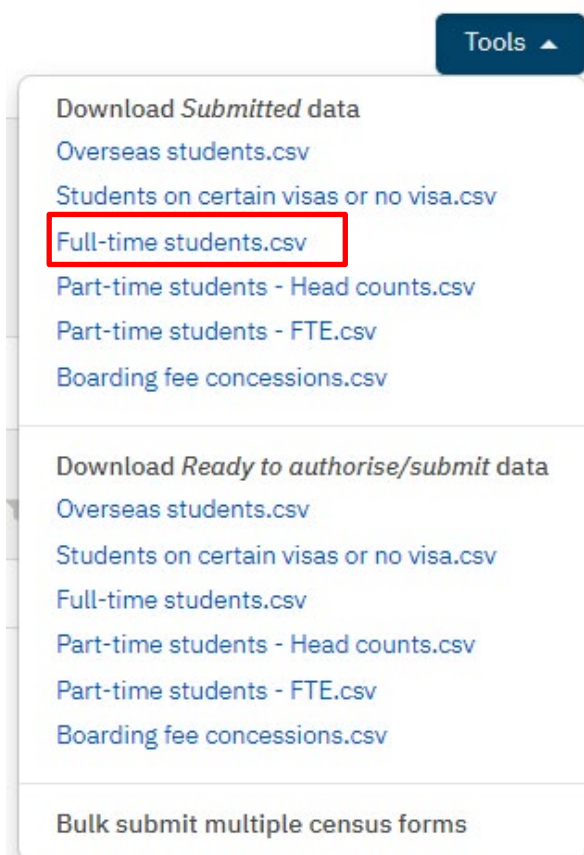 Tools
Download Submitted data
Overseas students.csv
Students on certain visas or no visa.csv
Full-time students.csv
Part-time students - Head counts.csv
Part-time students - FTE.csv
Boarding fee concessions.csv
Download Ready to authorise/submit data
Overseas students.csv
Students on certain visas or no visa.csv
Full-time students.csv
Part-time students - Head counts.csv
Part-time students - FTE.csv
Boarding fee concessions.csv
Bulk submit multiple census forms